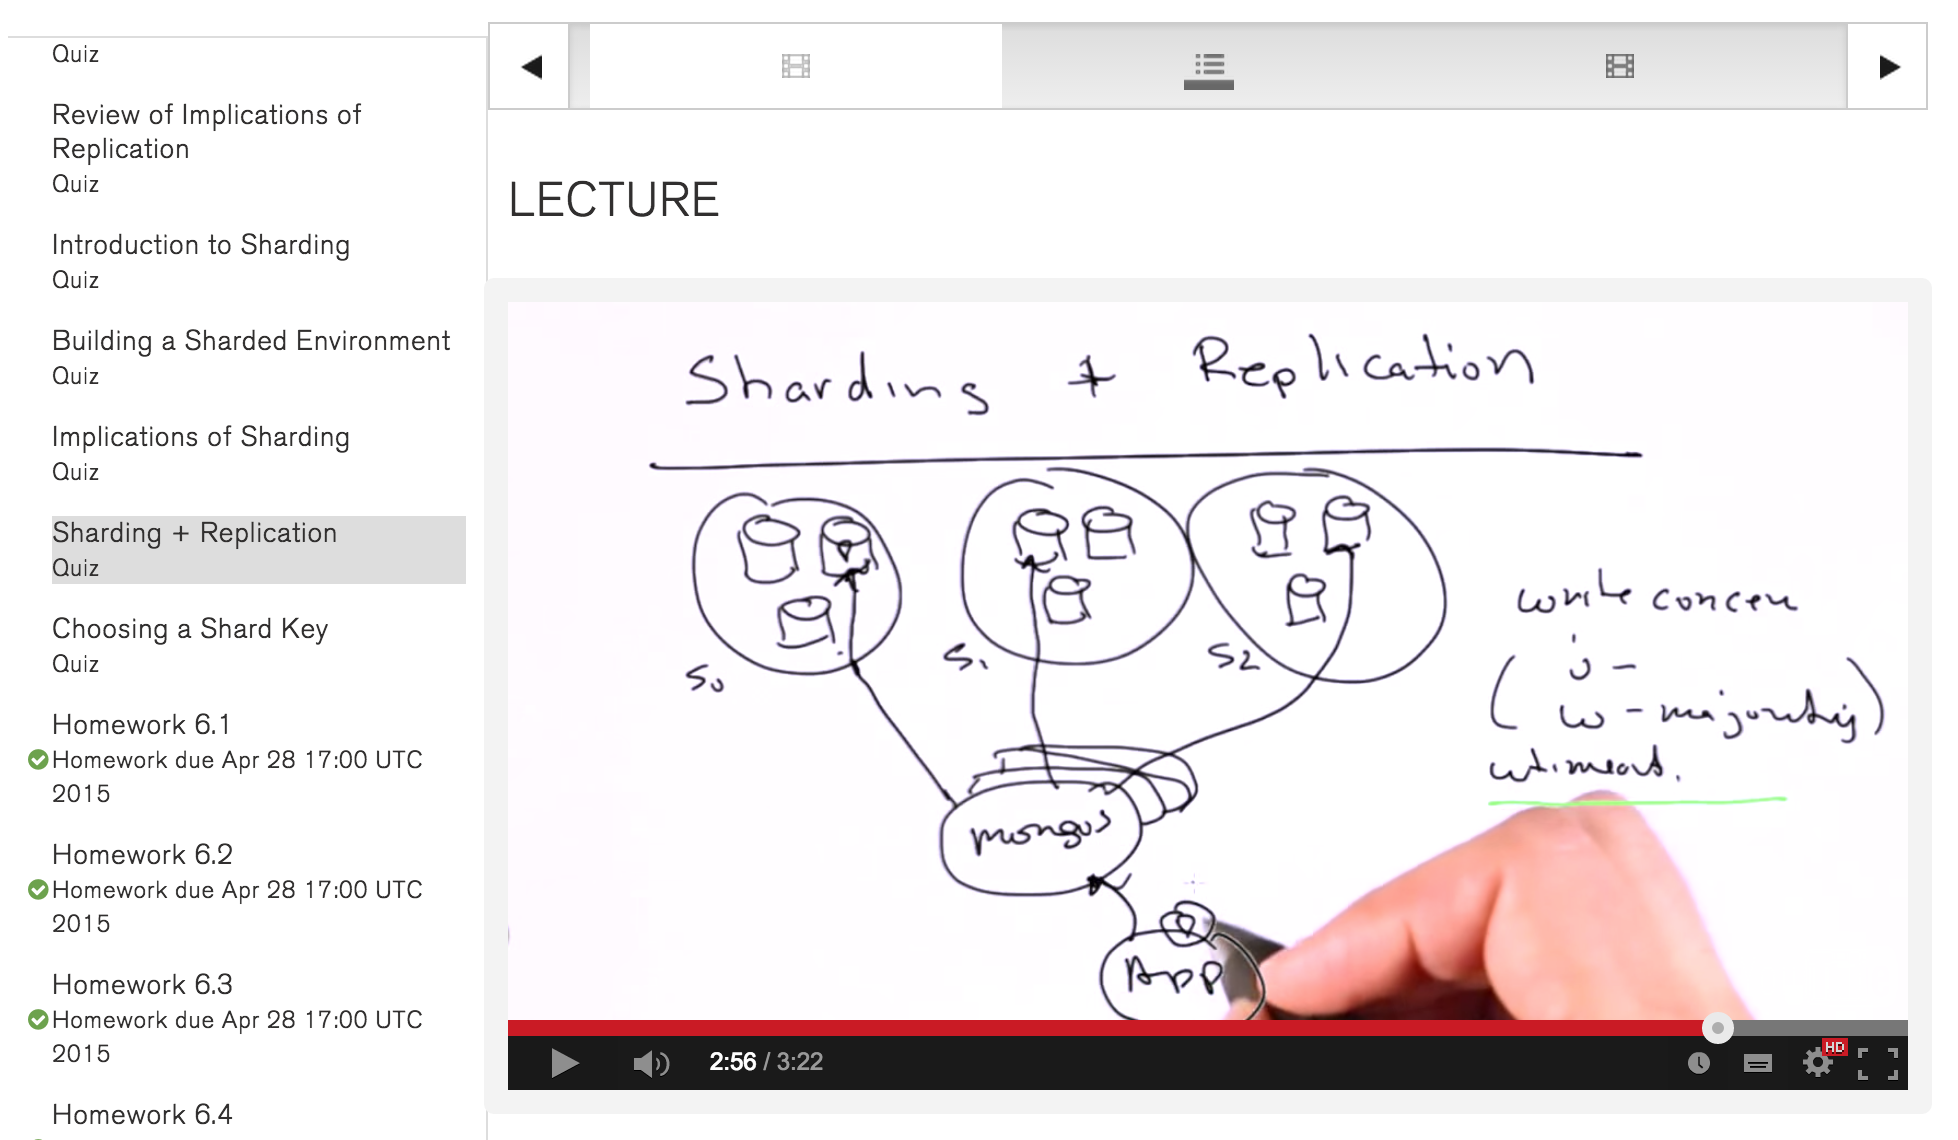 Quiz
Review of Implications of
Replication
Quiz
Introduction to Sharding
Quiz
Building a Sharded Environment
Quiz
Implications of Sharding
Quiz
Sharding + Replication
Quiz
Choosing a Shard Key
Quiz
Homework 6.1
Homework due Apr 28 17:00 UTC
2015
Homework 6.2
Homework due Apr 28 17:00 UTC
2015
Homework 6.3
Homework due Apr 28 17:00 UTC
2015
Homework 6.4
LECTURE
Sharding + Replication
S0
S1
S2
write concern
j -
( w - majority )
wtimeout.
mongos
App
2:56 / 3:22
HD